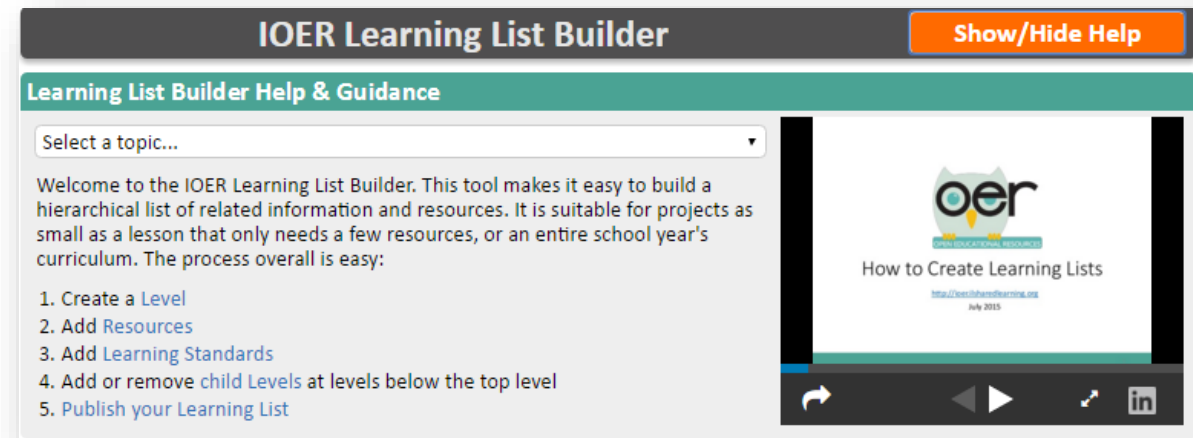 IOER Learning List Builder
Show/Hide Help
Learning List Builder Help & Guidance
Select a topic...
Welcome to the IOER Learning List Builder. This tool makes it easy to build a
hierarchical list of related information and resources. It is suitable for projects as
small as a lesson that only needs a few resources, or an entire school year's
curriculum. The process overall is easy:
1. Create a Level
2. Add Resources
3. Add Learning Standards
4. Add or remove child Levels at levels below the top level
5. Publish your Learning List
oer
OPEN EDUCATIONAL RESOURCES
How to Create Learning Lists
http://ioer.ilsharedlearning.org
July 2015
in